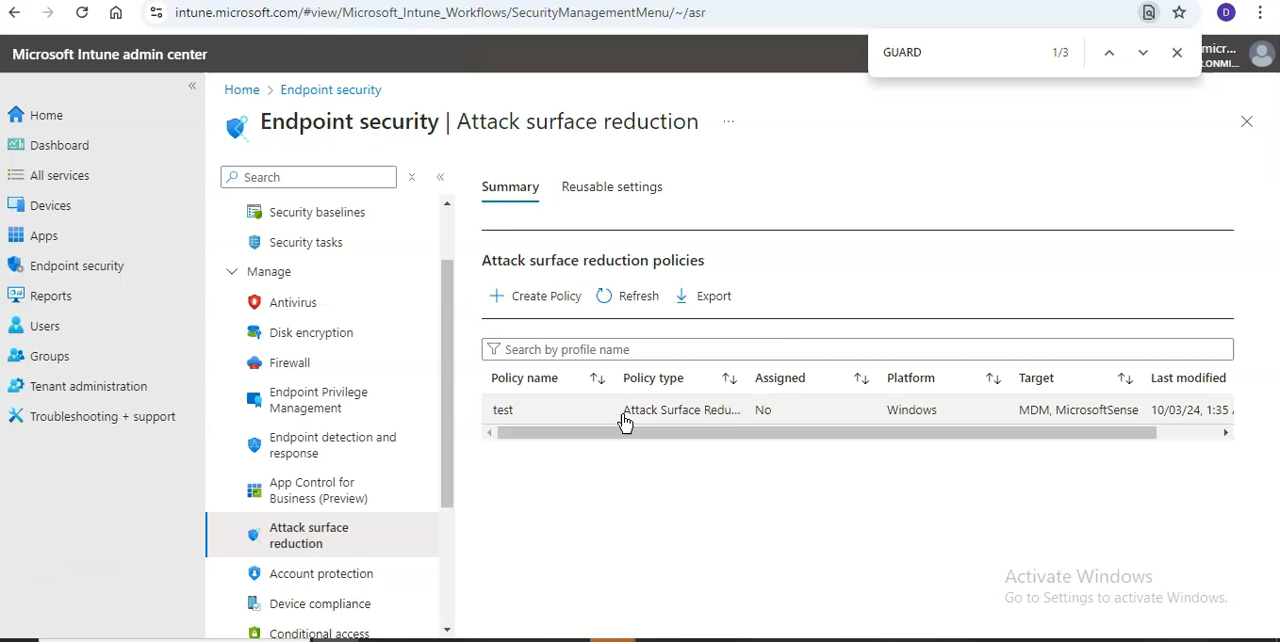 intune.microsoft.com/#view/Microsoft_Intune_Workflows/SecurityManagementMenu/~/asr
D
GUARD 1/3
Microsoft Intune admin center
micr...
.ONMI...
Home > Endpoint security
Endpoint security | Attack surface reduction ...
Home
Dashboard
All services
Devices
Apps
Endpoint security
Reports
Users
Groups
Tenant administration
Troubleshooting + support
Search
Security baselines
Security tasks
Manage
Antivirus
Disk encryption
Firewall
Endpoint Privilege
Management
Endpoint detection and
response
App Control for
Business (Preview)
Attack surface
reduction
Account protection
Device compliance
Conditional access
Summary Reusable settings
Attack surface reduction policies
Create Policy Refresh Export
Search by profile name
Policy name Policy type Assigned Platform Target Last modified
test Attack Surface Redu... No Windows MDM, MicrosoftSense 10/03/24, 1:35
Activate Windows
Go to Settings to activate Windows.